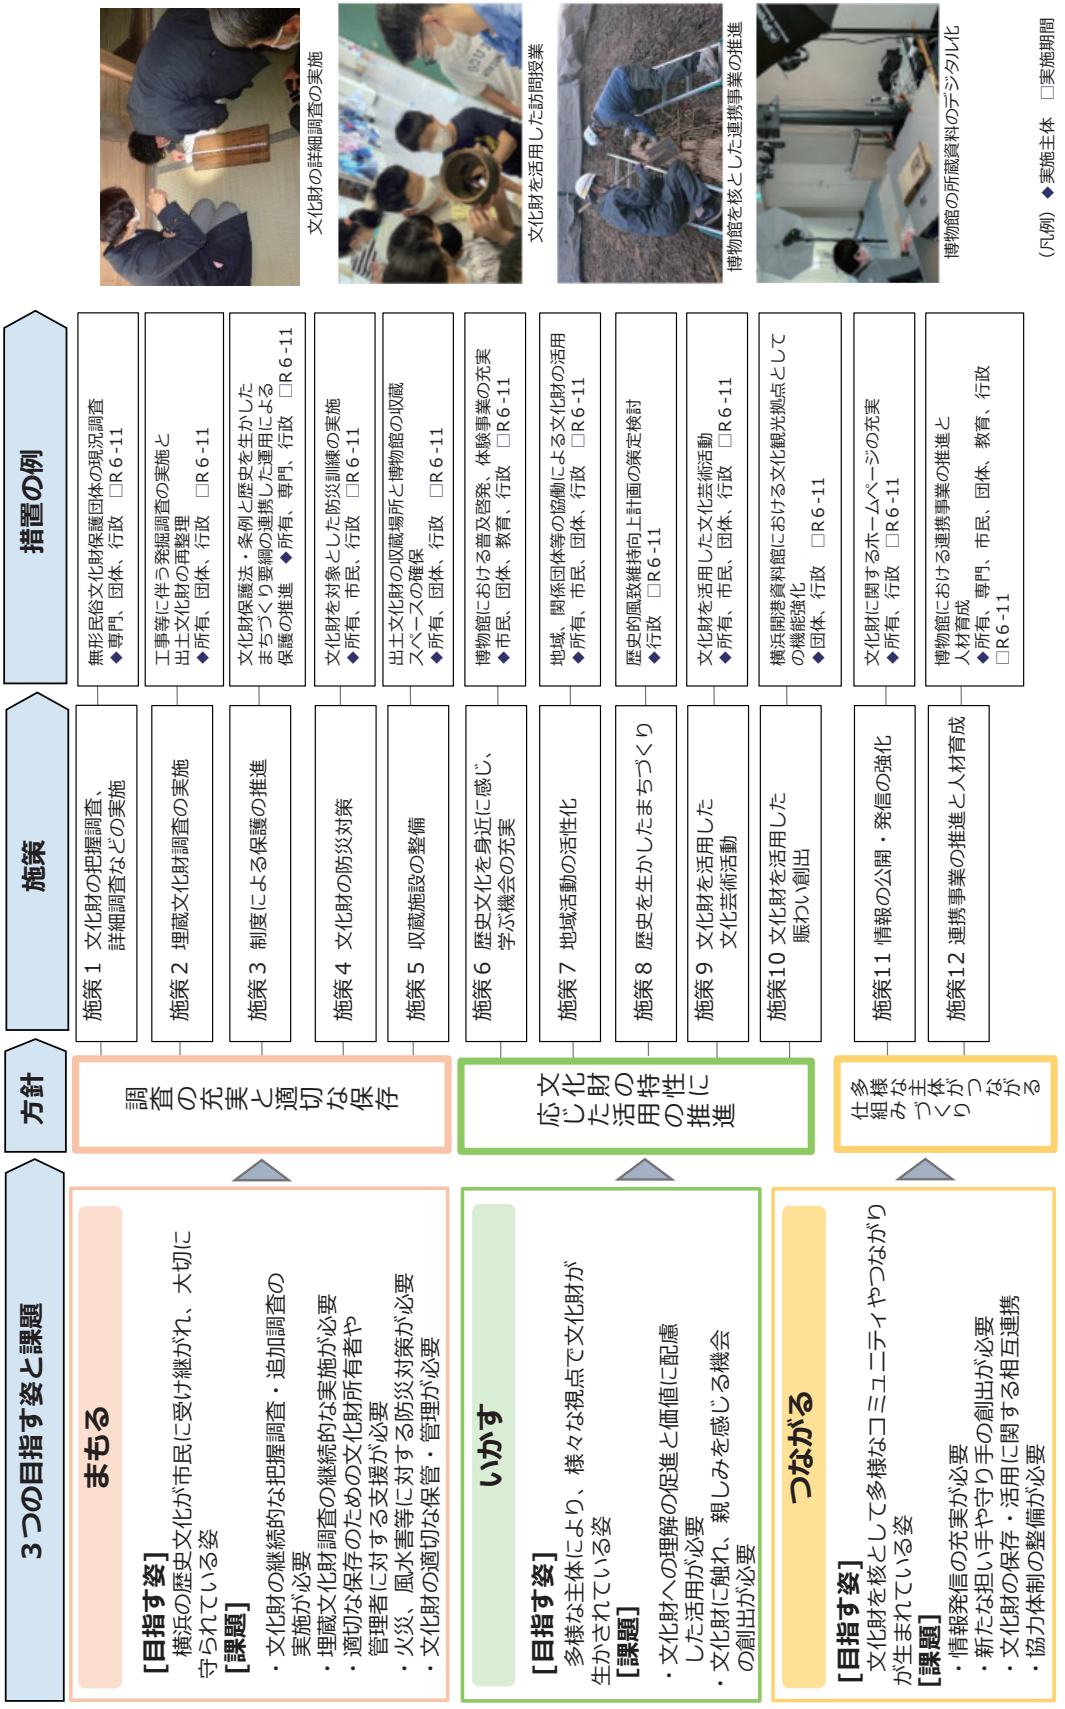 3つの目指す姿と課題
方針
施策
措置の例
まもる
[目指す姿]
横浜の歴史文化が市民に受け継がれ、大切に
守られている姿
[課題]
・文化財の継続的な把握調査・追加調査の
実施が必要
・埋蔵文化財調査の継続的な実施が必要
・適切な保存のための文化財所有者や
管理者に対する支援が必要
・火災、風水害等に対する防災対策が必要
・文化財の適切な保管・管理が必要
調査の充実と適切な保存
施策1 文化財の把握調査、
詳細調査などの実施
無形民俗文化財保護団体の現況調査
◆専門、団体、行政 □R6-11
施策2 埋蔵文化財調査の実施
工事等に伴う発掘調査の実施と
出土文化財の再整理
◆所有、団体、行政 □R6-11
施策3 制度による保護の推進
文化財保護法・条例と歴史を生かした
まちづくり要綱の連携した運用による
保護の推進 ◆所有、専門、行政 □R6-11
施策4 文化財の防災対策
文化財を対象とした防災訓練の実施
◆所有、市民、行政 □R6-11
施策5 収蔵施設の整備
出土文化財の収蔵場所と博物館の収蔵
スペースの確保
◆所有、団体、行政 □R6-11
いかす
[目指す姿]
多様な主体により、様々な視点で文化財が
生かされている姿
[課題]
・文化財への理解の促進と価値に配慮
した活用が必要
・文化財に触れ、親しみを感じる機会
の創出が必要
文化財の特性に
応じた活用の推進
施策6 歴史文化を身近に感じ、
学ぶ機会の充実
博物館における普及啓発、体験事業の充実
◆市民、団体、教育、行政 □R6-11
施策7 地域活動の活性化
地域、関係団体等の協働による文化財の活用
◆所有、市民、団体、行政 □R6-11
施策8 歴史を生かしたまちづくり
歴史的風致維持向上計画の策定検討
◆行政 □R6-11
施策9 文化財を活用した
文化芸術活動
文化財を活用した文化芸術活動
◆所有、市民、団体、行政 □R6-11
施策10 文化財を活用した
賑わい創出
横浜開港資料館における文化観光拠点として
の機能強化
◆団体、行政 □R6-11
つながる
[目指す姿]
文化財を核として多様なコミュニティやつながり
が生まれている姿
[課題]
・情報発信の充実が必要
・新たな担い手や守り手の創出が必要
・文化財の保存・活用に関する相互連携
・協力体制の整備が必要
多様な主体がつながる
仕組みづくり
施策11 情報の公開・発信の強化
文化財に関するホームページの充実
◆所有、行政 □R6-11
施策12 連携事業の推進と人材育成
博物館における連携事業の推進と
人材育成
◆所有、専門、市民、団体、教育、行政
□R6-11
文化財の詳細調査の実施
文化財を活用した訪問授業
博物館を核とした連携事業の推進
博物館の所蔵資料のデジタル化
(凡例) ◆実施主体 □実施期間